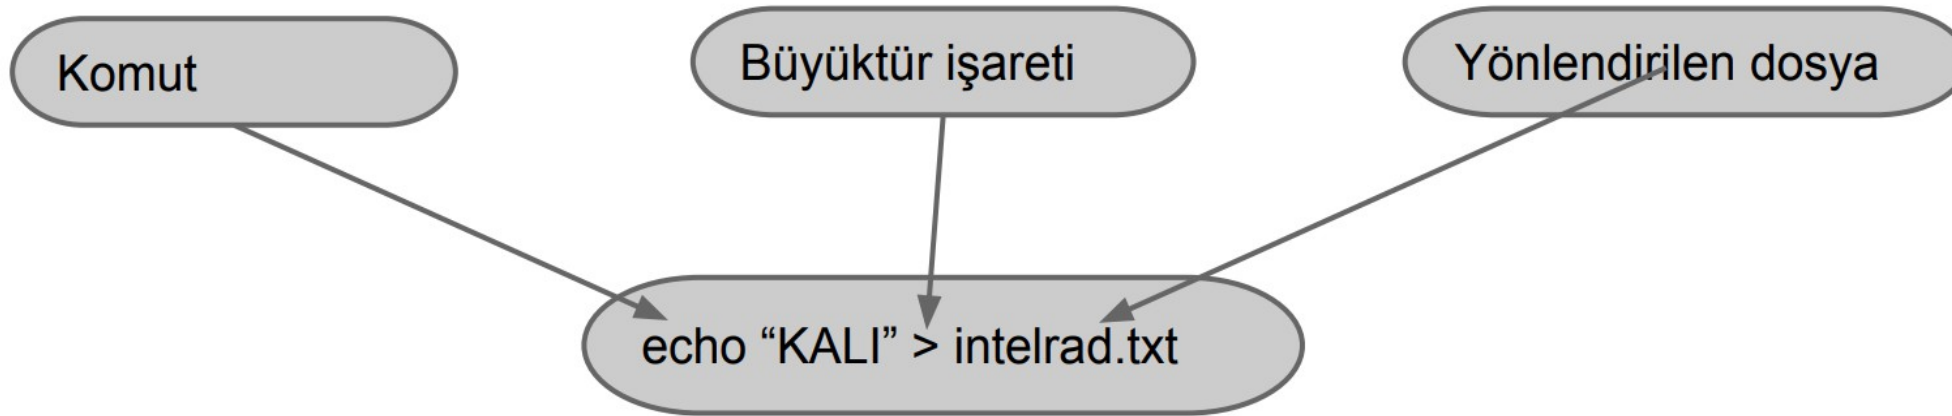 Komut
Büyüktür işareti
Yönlendirilen dosya
echo “KALI” > intelrad.txt